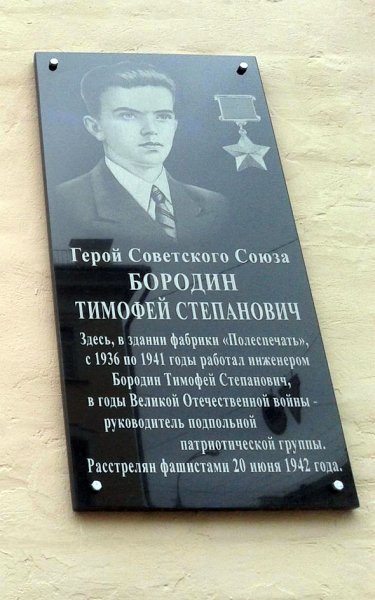 Герой Советского Союза
БОРОДИН
ТИМОФЕЙ СТЕПАНОВИЧ
Здесь, в здании фабрики «Полеспечать»,
с 1936 по 1941 годы работал инженером
Бородин Тимофей Степанович,
в годы Великой Отечественной войны -
руководитель подпольной
патриотической группы.
Расстрелян фашистами 20 июня 1942 года.